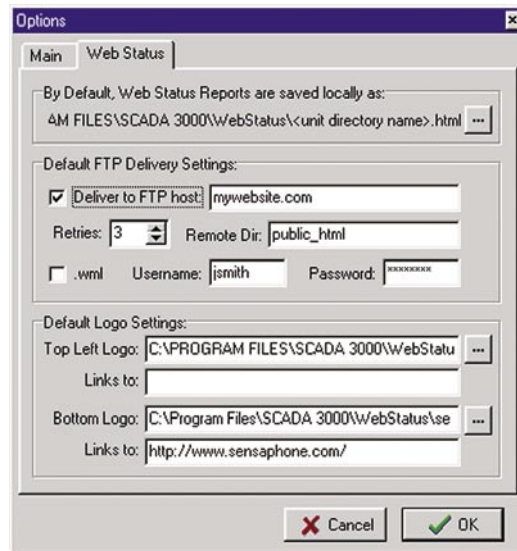 Options
Main Web Status
By Default, Web Status Reports are saved locally as:
AM FILES\SCADA 3000\WebStatus\<unit directory name>.html ...
Default FTP Delivery Settings:
Deliver to FTP host: mywebsite.com
Retries: 3 Remote Dir: public_html
.wml Username: jsmith Password: ********
Default Logo Settings:
Top Left Logo: C:\PROGRAM FILES\SCADA 3000\WebStatu ...
Links to:
Bottom Logo: C:\Program Files\SCADA 3000\WebStatus\se ...
Links to: http://www.sensaphone.com/
Cancel OK